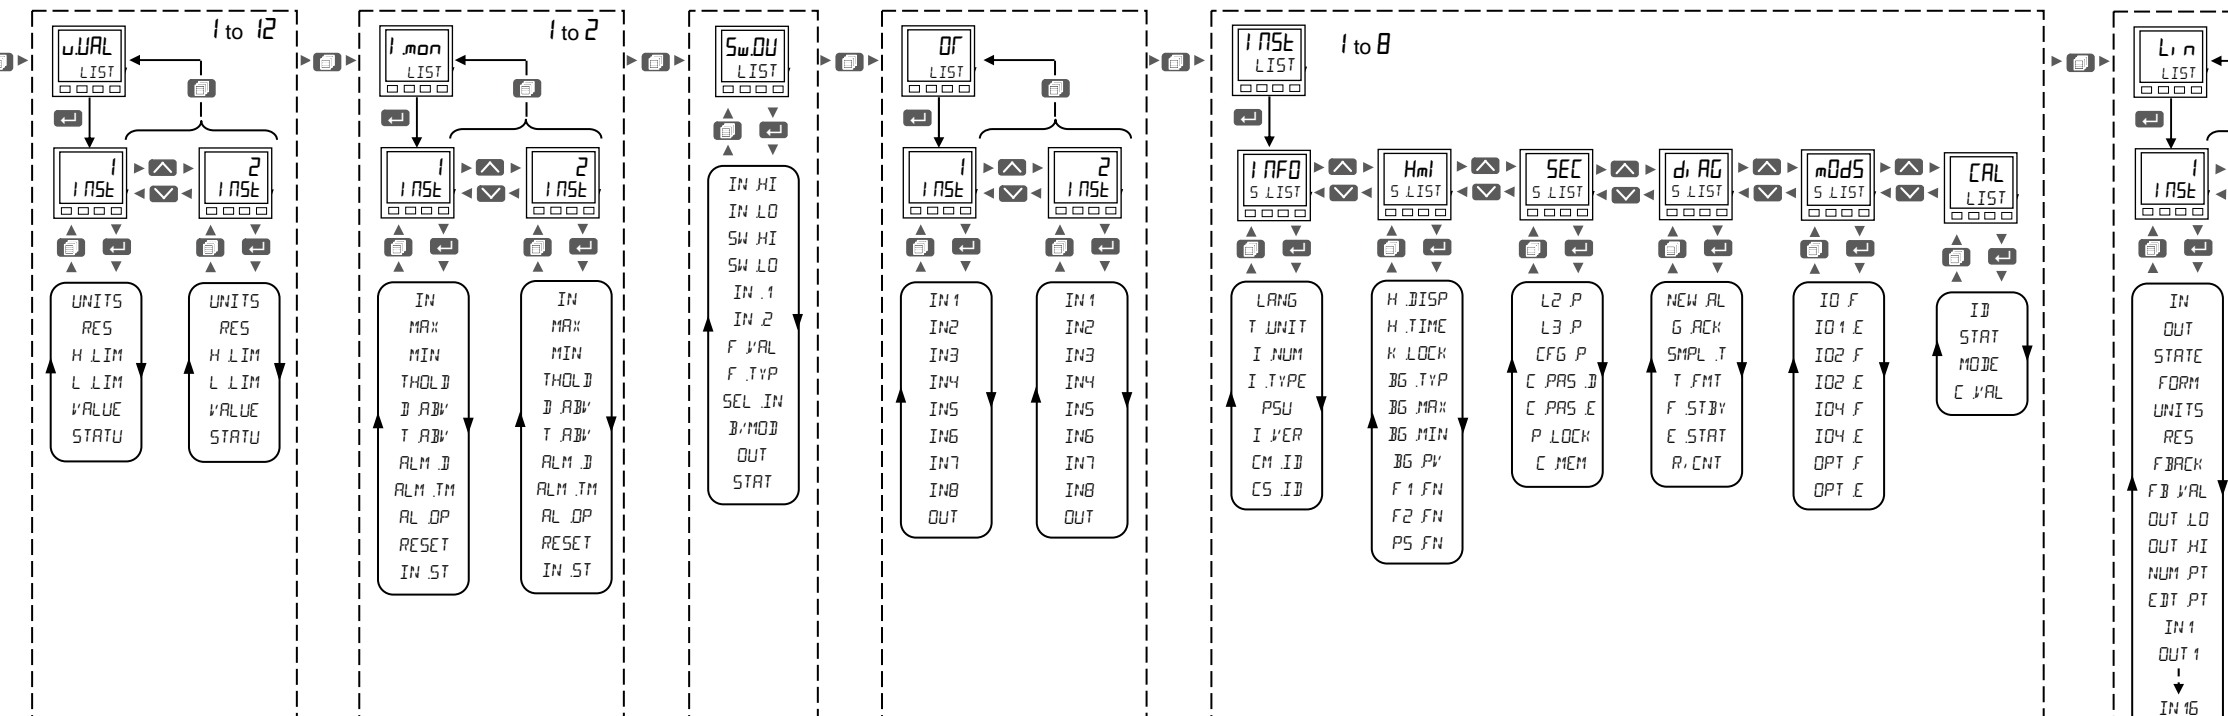 u.VAL
LIST
1 to 12
1
INSt
2
INSt
UNITS
RES
H.LIM
L.LIM
VALUE
STATU
UNITS
RES
H.LIM
L.LIM
VALUE
STATU
I.mon
LIST
1 to 2
1
INSt
2
INSt
IN
MAX
MIN
THOLD
D.ABV
T.ABV
ALM.D
ALM.TM
AL.OP
RESET
IN.ST
IN
MAX
MIN
THOLD
D.ABV
T.ABV
ALM.D
ALM.TM
AL.OP
RESET
IN.ST
Sw.OV
LIST
IN.HI
IN.LO
SW.HI
SW.LO
IN.1
IN.2
F.VAL
F.TYP
SEL.IN
B/MOD
OUT
STAT
OR
LIST
1
INSt
2
INSt
IN1
IN2
IN3
IN4
IN5
IN6
IN7
IN8
OUT
IN1
IN2
IN3
IN4
IN5
IN6
IN7
IN8
OUT
INSt
LIST
1 to 8
INFO
S.LIST
LANG
T.UNIT
I.NUM
I.TYPE
PSU
I.VER
CM.ID
CS.ID
HmI
S.LIST
H.DISP
H.TIME
K.LOCK
BG.TYP
BG.MAX
BG.MIN
BG.PV
F1.FN
F2.FN
PS.FN
SEC
S.LIST
L2.P
L3.P
CFG.P
C.PAS.D
C.PAS.E
P.LOCK
C.MEM
diAG
S.LIST
NEW.AL
G.ACK
SMPL.T
T.FMT
F.STBY
E.STAT
RiCNT
mOdS
S.LIST
IO.F
IO1.E
IO2.F
IO2.E
IO4.F
IO4.E
OPT.F
OPT.E
CAL
LIST
ID
STAT
MODE
C.VAL
Lin
LIST
1
INSt
IN
OUT
STATE
FORM
UNITS
RES
FBACK
FB.VAL
OUT.LO
OUT.HI
NUM.PT
EDT.PT
IN1
OUT1
IN16